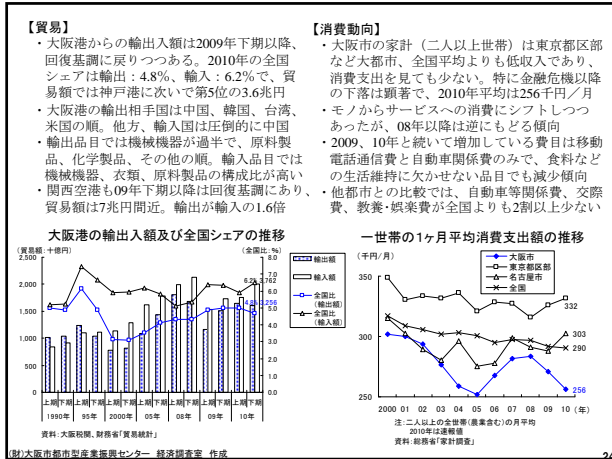 【貿易】
・大阪港からの輸出入額は2009年下期以降、
回復基調に戻りつつある。2010年の全国
シェアは輸出：4.8％、輸入：6.2％で、貿
易額では神戸港に次いで第5位の3.6兆円
・大阪港の輸出相手国は中国、韓国、台湾、
米国の順。他方、輸入国は圧倒的に中国
・輸出品目では機械機器が過半で、原料製
品、化学製品、その他の順。輸入品目では
機械機器、衣類、原料製品の構成比が高い
・関西空港も09年下期以降は回復基調にあり、
貿易額は7兆円間近。輸出が輸入の1.6倍
大阪港の輸出入額及び全国シェアの推移
（貿易額：十億円）
（全国比：％）
2,500
2,000
1,500
1,000
500
0
9.0
8.0
7.0
6.0
5.0
4.0
3.0
2.0
1.0
0.0
輸出額
輸入額
全国比
（輸出額）
全国比
（輸入額）
上期 下期 上期 下期 上期 下期 上期 下期 上期 下期 上期 下期 上期 下期
1990年 95年 2000年 05年 08年 09年 10年
資料：大阪税関、財務省「貿易統計」
【消費動向】
・大阪市の家計（二人以上世帯）は東京都区部
など大都市、全国平均よりも低収入であり、
消費支出を見ても少ない。特に金融危機以降
の下落は顕著で、2010年平均は256千円／月
・モノからサービスへの消費にシフトしつつ
あったが、08年以降は逆にもどる傾向
・2009、10年と続いて増加している費目は移動
電話通信費と自動車関係費のみで、食料など
の生活維持に欠かせない品目でも減少傾向
・他都市との比較では、自動車等関係費、交際
費、教養・娯楽費が全国よりも2割以上少ない
一世帯の1ヶ月平均消費支出額の推移
（千円／月）
大阪市
東京都区部
名古屋市
全国
350
300
250
332
303
290
256
2000 01 02 03 04 05 06 07 08 09 10 （年）
注：二人以上の全世帯（農業含む）の月平均
2010年は速報値
資料：総務省「家計調査」
(財)大阪市都市型産業振興センター 経済調査室 作成